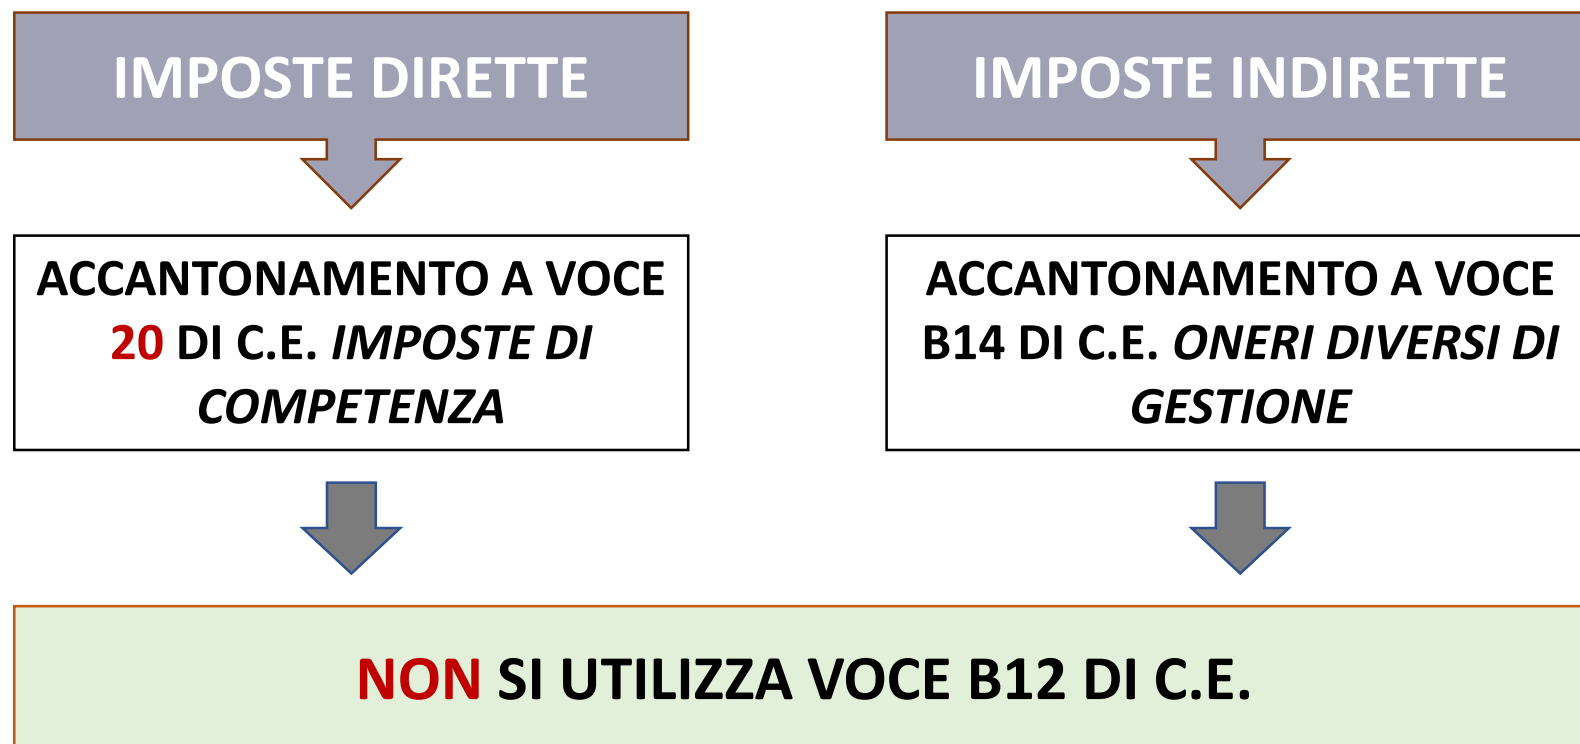 IMPOSTE DIRETTE
ACCANTONAMENTO A VOCE
20 DI C.E. IMPOSTE DI
COMPETENZA
IMPOSTE INDIRETTE
ACCANTONAMENTO A VOCE
B14 DI C.E. ONERI DIVERSI DI
GESTIONE
NON SI UTILIZZA VOCE B12 DI C.E.